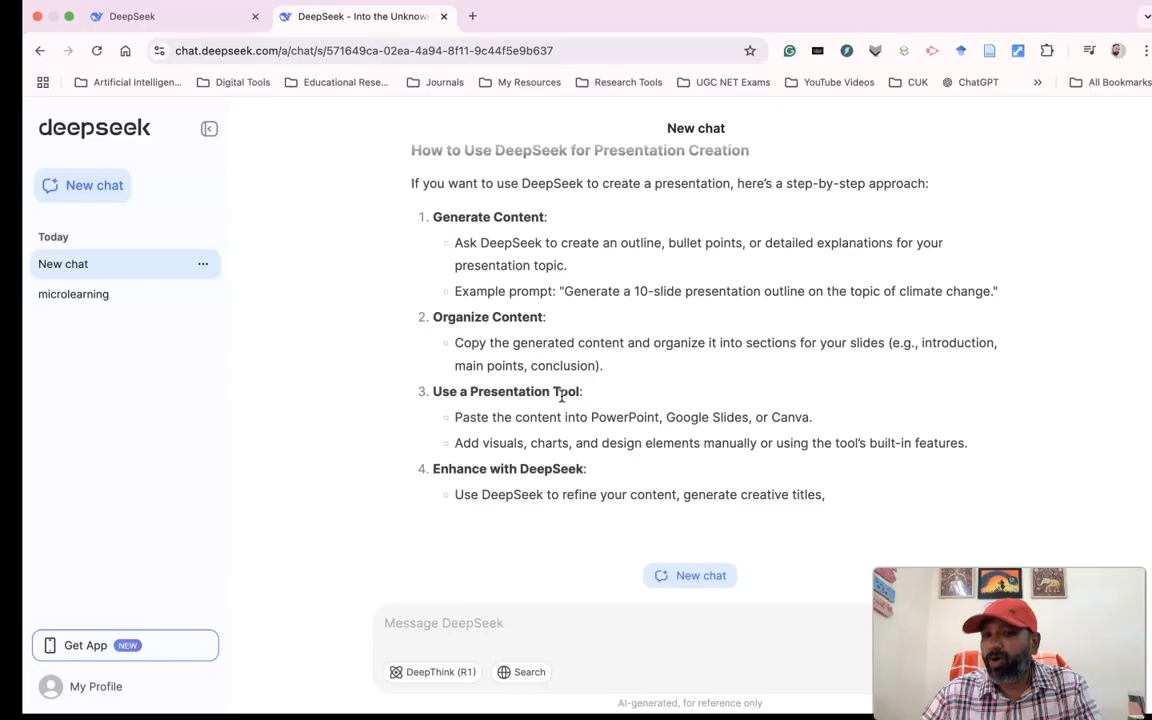 DeepSeek
DeepSeek - Into the Unknow
chat.deepseek.com/a/chat/s/571649ca-02ea-4a94-8f11-9c44f5e9b637
Artificial Intelligen...
Digital Tools
Educational Rese...
Journals
My Resources
Research Tools
UGC NET Exams
YouTube Videos
CUK
ChatGPT
»
All Bookmarks
deepseek
New chat
New chat
Today
New chat
microlearning
How to Use DeepSeek for Presentation Creation
If you want to use DeepSeek to create a presentation, here's a step-by-step approach:
1. Generate Content:
Ask DeepSeek to create an outline, bullet points, or detailed explanations for your
presentation topic.
Example prompt: "Generate a 10-slide presentation outline on the topic of climate change."
2. Organize Content:
Copy the generated content and organize it into sections for your slides (e.g., introduction,
main points, conclusion).
3. Use a Presentation Tool:
Paste the content into PowerPoint, Google Slides, or Canva.
Add visuals, charts, and design elements manually or using the tool's built-in features.
4. Enhance with DeepSeek:
Use DeepSeek to refine your content, generate creative titles,
New chat
Message DeepSeek
DeepThink (R1)
Search
AI-generated, for reference only
Get App NEW
My Profile